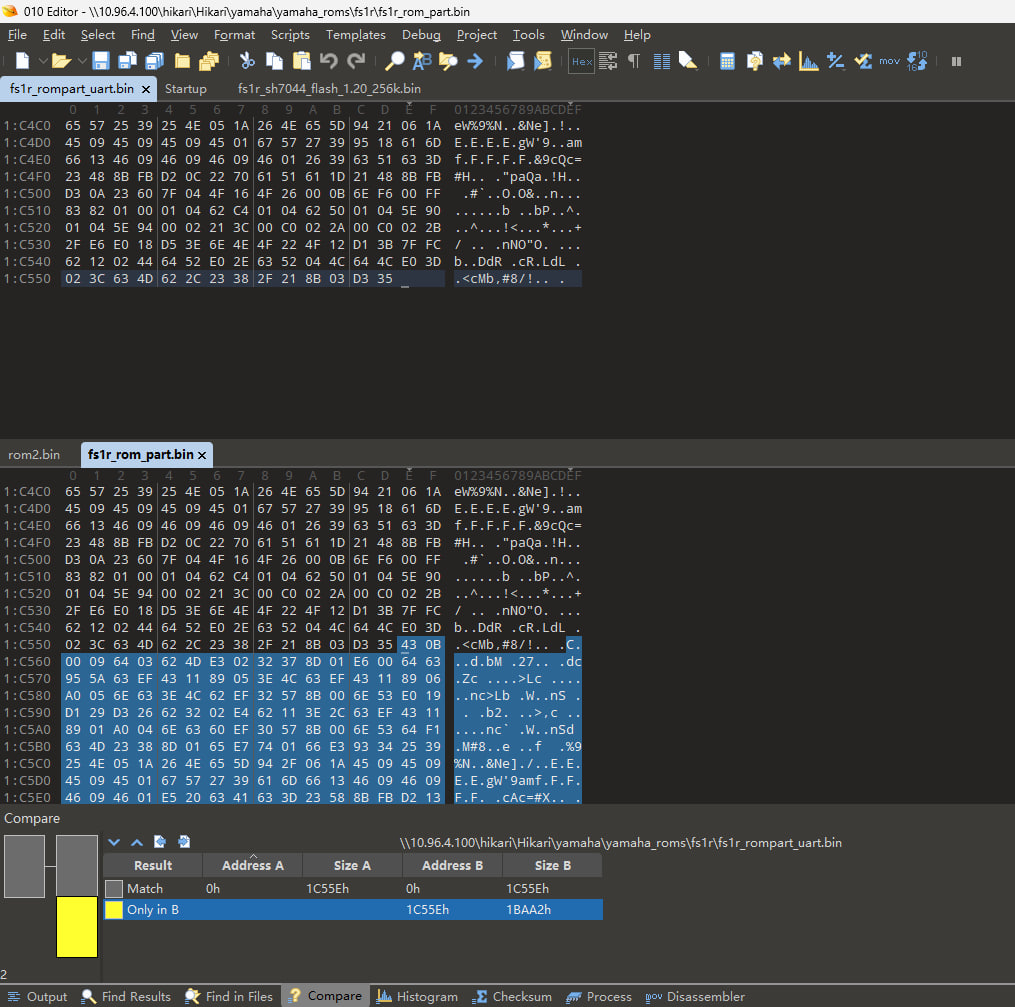 010 Editor - \\10.96.4.100\hikari\Hikari\yamaha\yamaha_roms\fs1r\fs1r_rom_part.bin
File Edit Select Find View Format Scripts Templates Debug Project Tools Window Help
Hex mov
fs1r_rompart_uart.bin Startup fs1r_sh7044_flash_1.20_256k.bin
0 1 2 3 4 5 6 7 8 9 A B C D E F 0123456789ABCDEF
1:C4C0 65 57 25 39 25 4E 05 1A 26 4E 65 5D 94 21 06 1A eW%9%N..&Ne].!..
1:C4D0 45 09 45 09 45 09 45 01 67 57 27 39 95 18 61 6D E.E.E.E.gW'9..am
1:C4E0 66 13 46 09 46 09 46 09 46 01 26 39 63 51 63 3D f.F.F.F.F.&9cQc=
1:C4F0 23 48 8B FB D2 0C 22 70 61 51 61 1D 21 48 8B FB #H.. ."paQa.!H..
1:C500 D3 0A 23 60 7F 04 4F 16 4F 26 00 0B 6E F6 00 FF .#`..O.O&..n...
1:C510 83 82 01 00 01 04 62 C4 01 04 62 50 01 04 5E 90 ......b ..bP..^.
1:C520 01 04 5E 94 00 02 21 3C 00 C0 02 2A 00 C0 02 2B ..^...!<...*...+
1:C530 2F E6 E0 18 D5 3E 6E 4E 4F 22 4F 12 D1 3B 7F FC / .. .nNO"O. ...
1:C540 62 12 02 44 64 52 E0 2E 63 52 04 4C 64 4C E0 3D b..DdR .cR.LdL .
1:C550 02 3C 63 4D 62 2C 23 38 2F 21 8B 03 D3 35 .<cMb,#8/!.. .
rom2.bin fs1r_rom_part.bin
0 1 2 3 4 5 6 7 8 9 A B C D E F 0123456789ABCDEF
1:C4C0 65 57 25 39 25 4E 05 1A 26 4E 65 5D 94 21 06 1A eW%9%N..&Ne].!..
1:C4D0 45 09 45 09 45 09 45 01 67 57 27 39 95 18 61 6D E.E.E.E.gW'9..am
1:C4E0 66 13 46 09 46 09 46 09 46 01 26 39 63 51 63 3D f.F.F.F.F.&9cQc=
1:C4F0 23 48 8B FB D2 0C 22 70 61 51 61 1D 21 48 8B FB #H.. ."paQa.!H..
1:C500 D3 0A 23 60 7F 04 4F 16 4F 26 00 0B 6E F6 00 FF .#`..O.O&..n...
1:C510 83 82 01 00 01 04 62 C4 01 04 62 50 01 04 5E 90 ......b ..bP..^.
1:C520 01 04 5E 94 00 02 21 3C 00 C0 02 2A 00 C0 02 2B ..^...!<...*...+
1:C530 2F E6 E0 18 D5 3E 6E 4E 4F 22 4F 12 D1 3B 7F FC / .. .nNO"O. ...
1:C540 62 12 02 44 64 52 E0 2E 63 52 04 4C 64 4C E0 3D b..DdR .cR.LdL .
1:C550 02 3C 63 4D 62 2C 23 38 2F 21 8B 03 D3 35 43 0B .<cMb,#8/!.. .C.
1:C560 00 09 64 03 62 4D E3 02 32 37 8D 01 E6 00 64 63 ..d.bM .27.. .dc
1:C570 95 5A 63 EF 43 11 89 05 3E 4C 63 EF 43 11 89 06 .Zc ....>Lc ....
1:C580 A0 05 6E 63 3E 4C 62 EF 32 57 8B 00 6E 53 E0 19 ..nc>Lb .W..nS .
1:C590 D1 29 D3 26 62 32 02 E4 62 11 3E 2C 63 EF 43 11 . .b2. ..>,c ..
1:C5A0 89 01 A0 04 6E 63 60 EF 30 57 8B 00 6E 53 64 F1 ....nc` .W..nSd
1:C5B0 63 4D 23 38 8D 01 65 E7 74 01 66 E3 93 34 25 39 .M#8..e ..f .%9
1:C5C0 25 4E 05 1A 26 4E 65 5D 94 2F 06 1A 45 09 45 09 %N..&Ne]./..E.E.
1:C5D0 45 09 45 01 67 57 27 39 61 6D 66 13 46 09 46 09 E.E.gW'9amf.F.F.
1:C5E0 46 09 46 01 E5 20 63 41 63 3D 23 58 8B FB D2 13 F.F. .cAc=#X.. .
Compare
\\10.96.4.100\hikari\Hikari\yamaha\yamaha_roms\fs1r\fs1r_rompart_uart.bin
Result Address A Size A Address B Size B
Match 0h 1C55Eh 0h 1C55Eh
Only in B 1C55Eh 1BAA2h
2
Output Find Results Find in Files Compare Histogram Checksum Process Disassembler